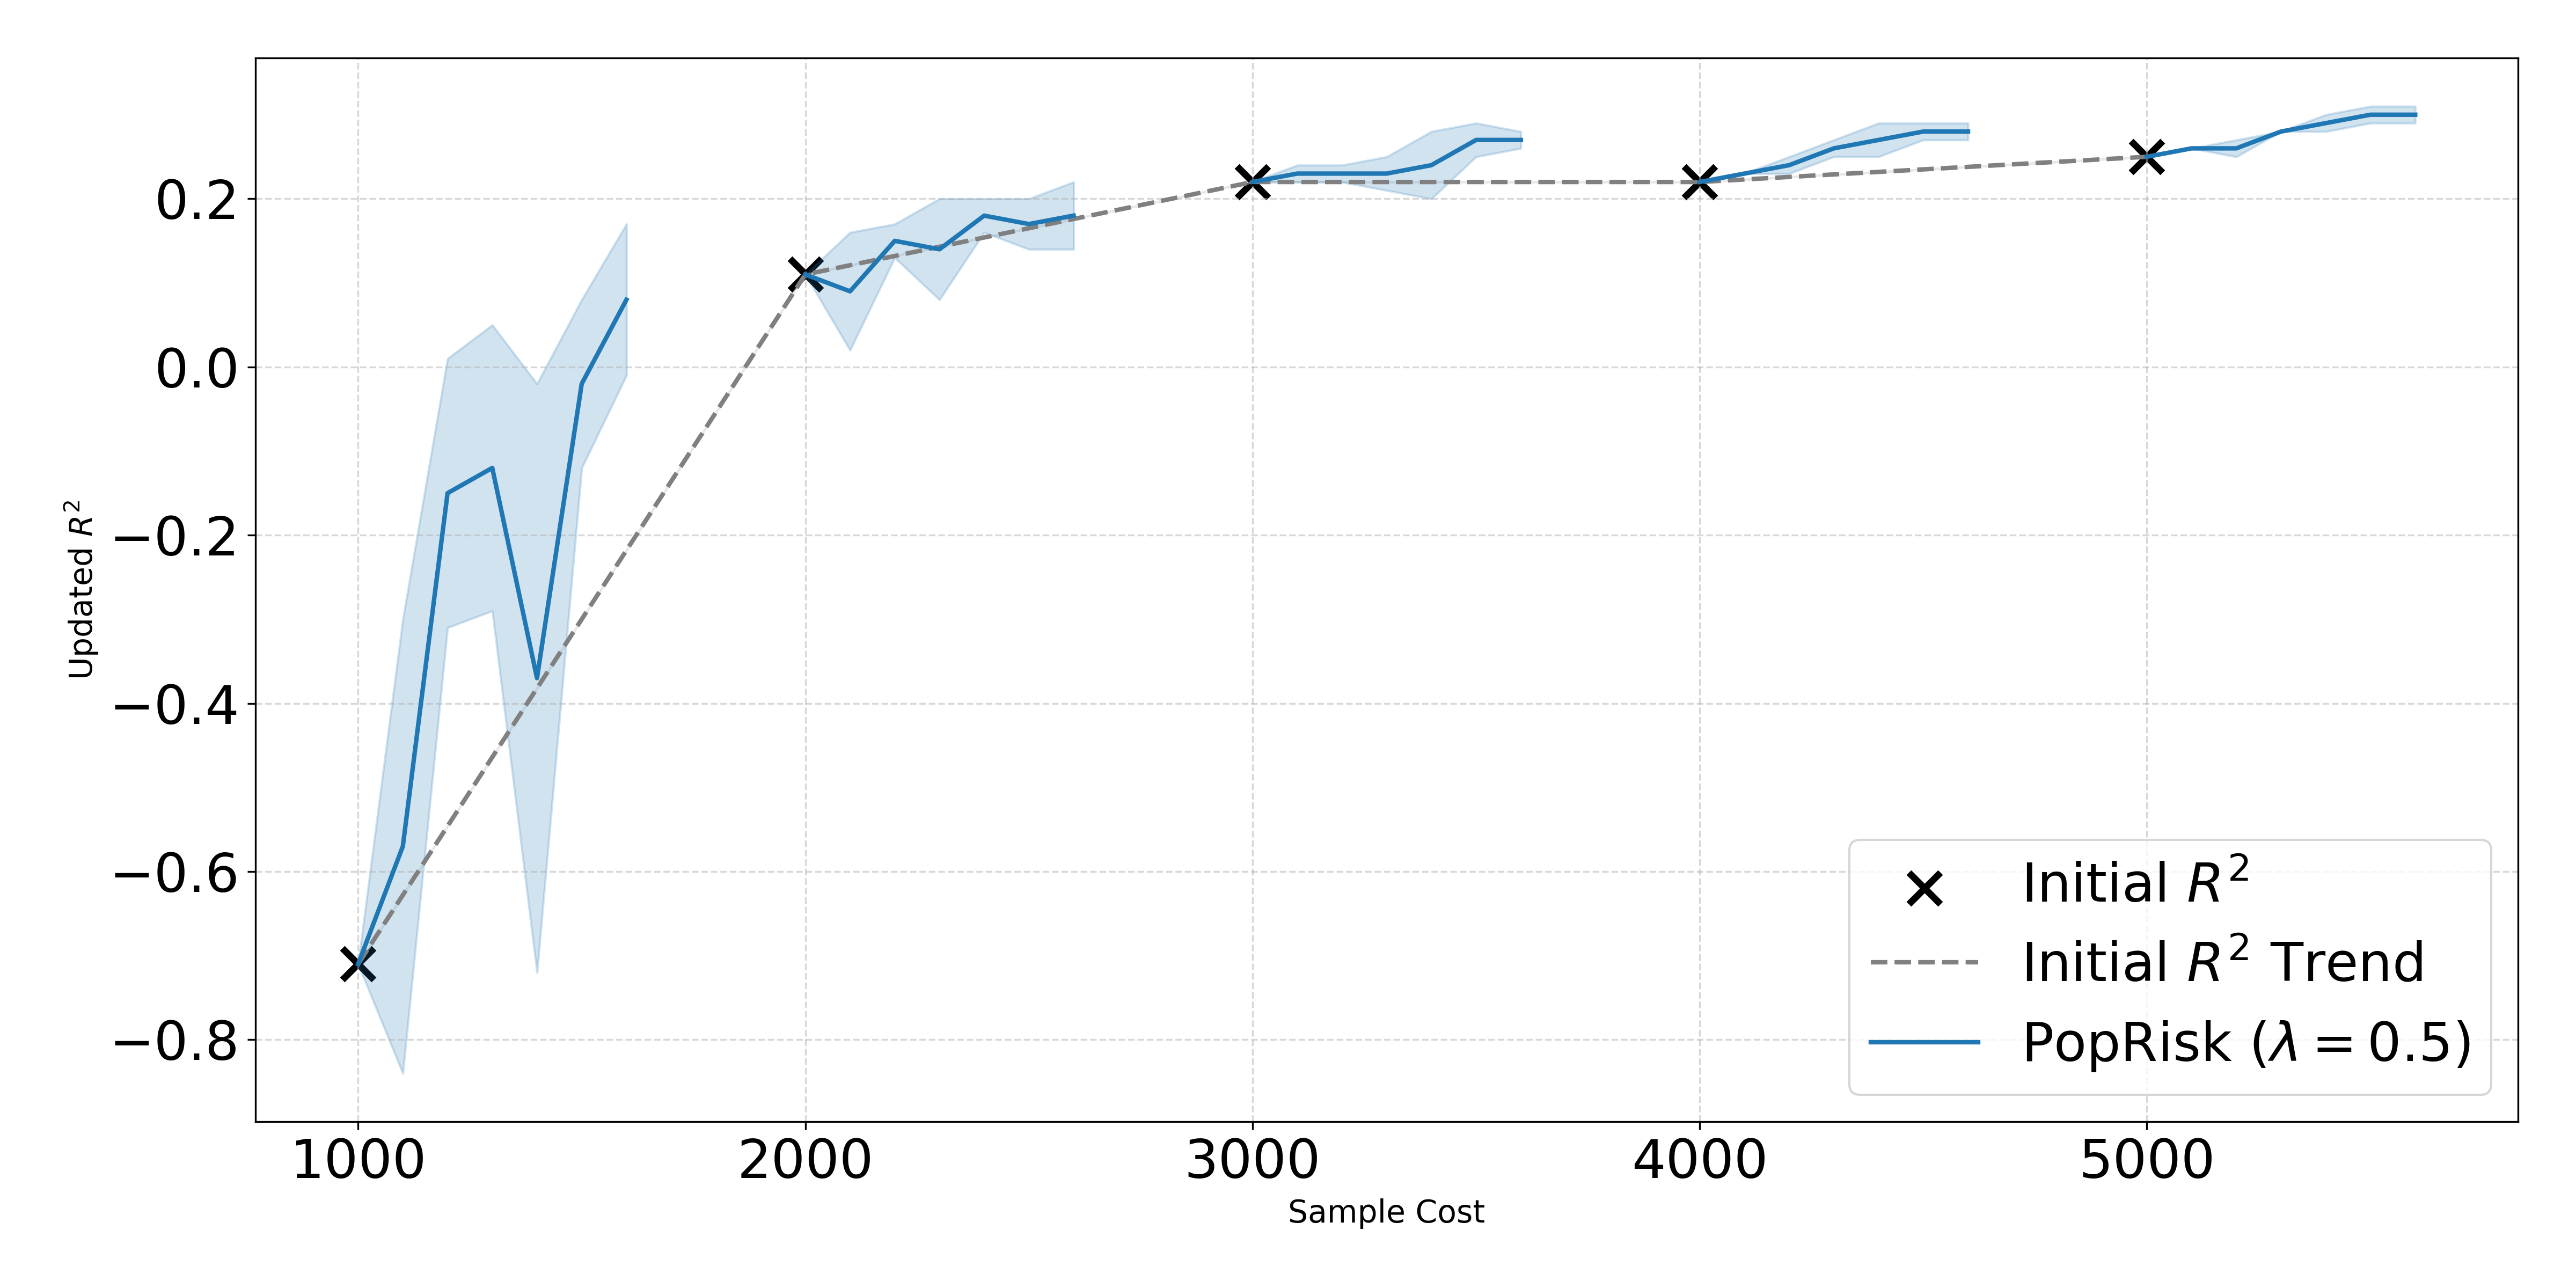 0.2
0.0
−0.2
−0.4
−0.6
−0.8
Updated R²
1000 2000 3000 4000 5000
Sample Cost
Initial R²
Initial R² Trend
PopRisk (λ = 0.5)